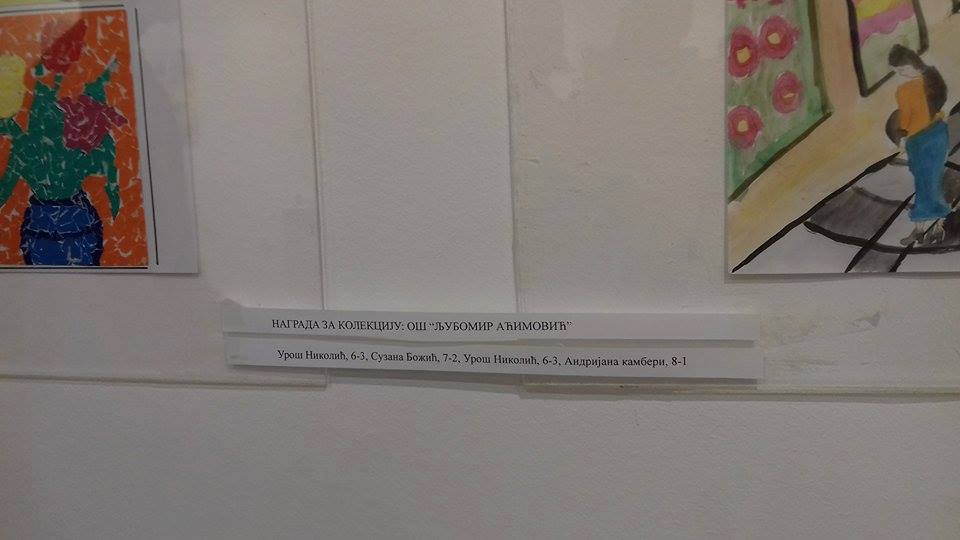 НАГРАДА ЗА КОЛЕКЦИЈУ: ОШ “ЉУБОМИР АЋИМОВИЋ”
Урош Николић, 6-3, Сузана Божић, 7-2, Урош Николић, 6-3, Андријана камбери, 8-1